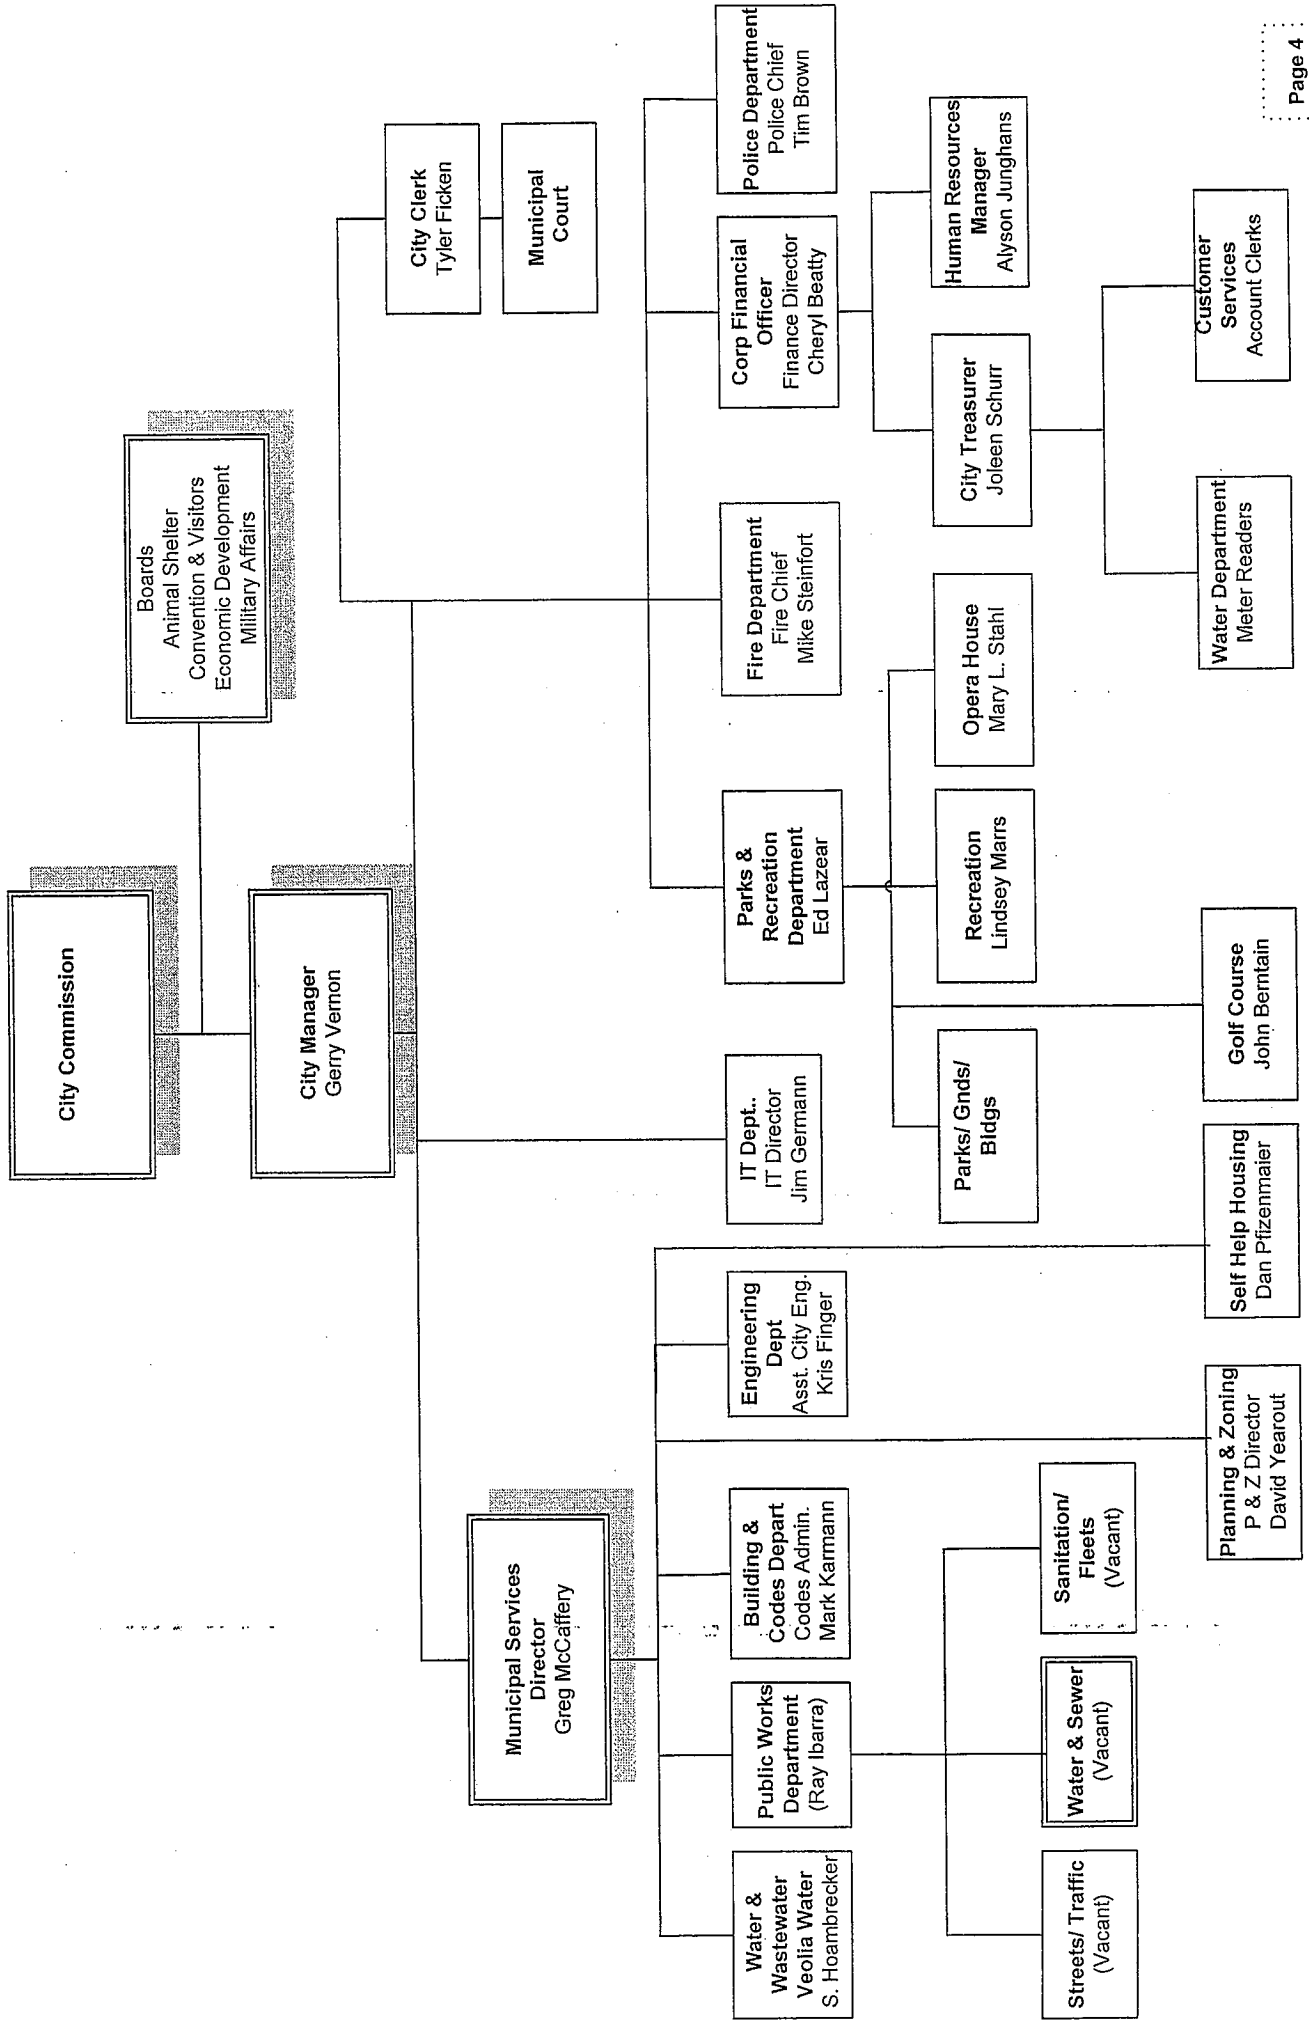 City Commission
Boards
Animal Shelter
Convention & Visitors
Economic Development
Military Affairs
City Manager
Gerry Vernon
City Clerk
Tyler Ficken
Municipal
Court
Municipal Services
Director
Greg McCaffery
Water &
Wastewater
Veolia Water
S. Hoambrecker
Public Works
Department
(Ray Ibarra)
Building &
Codes Depart
Codes Admin.
Mark Karmann
Engineering
Dept
Asst. City Eng.
Kris Finger
IT Dept..
IT Director
Jim Germann
Parks &
Recreation
Department
Ed Lazear
Fire Department
Fire Chief
Mike Steinfort
Corp Financial
Officer
Finance Director
Cheryl Beatty
Police Department
Police Chief
Tim Brown
Parks/ Gnds/
Bldgs
Recreation
Lindsey Marrs
Opera House
Mary L. Stahl
City Treasurer
Joleen Schurr
Human Resources
Manager
Alyson Junghans
Streets/ Traffic
(Vacant)
Water & Sewer
(Vacant)
Sanitation/
Fleets
(Vacant)
Planning & Zoning
P & Z Director
David Yearout
Self Help Housing
Dan Pfizenmaier
Golf Course
John Berntain
Water Department
Meter Readers
Customer
Services
Account Clerks
Page 4